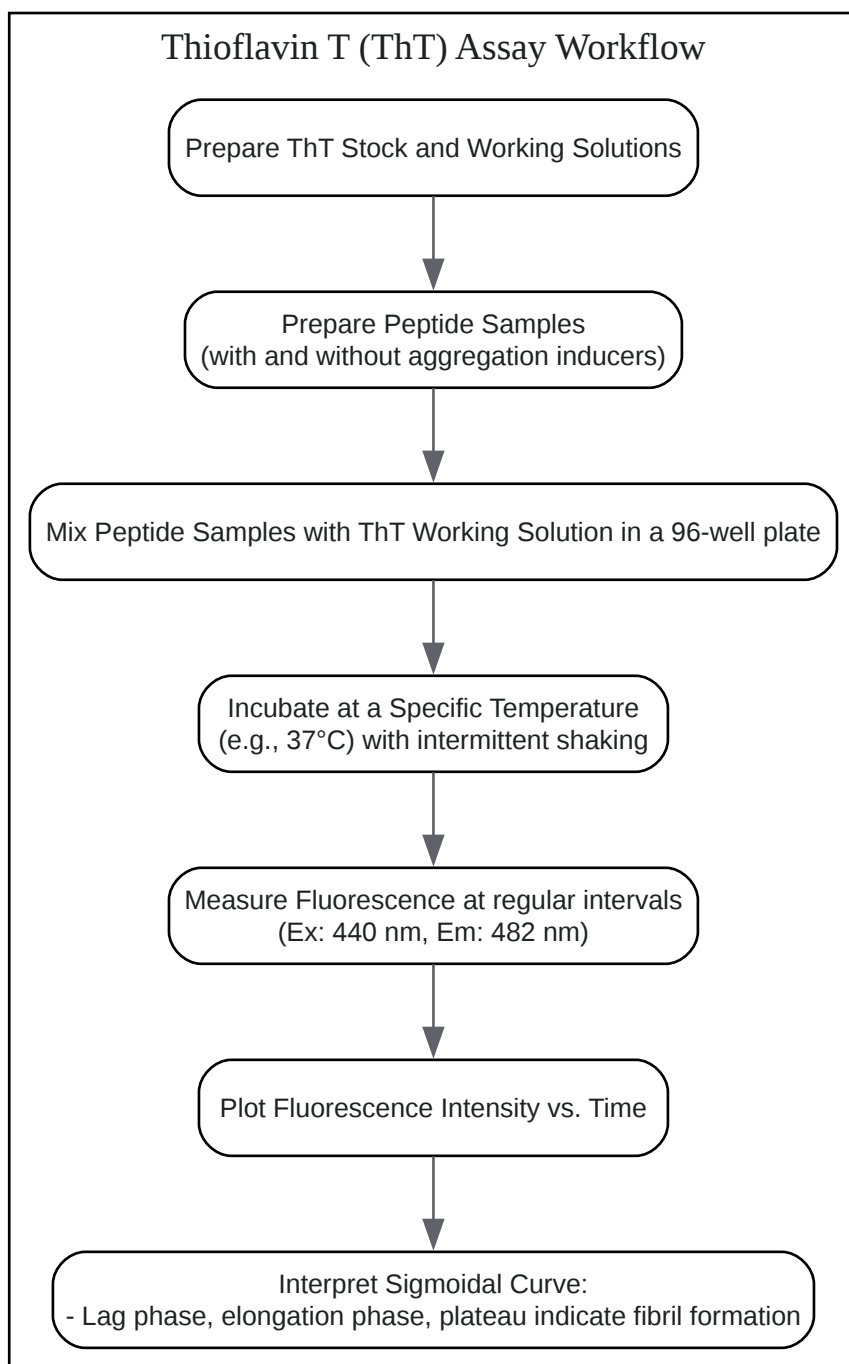 Thioflavin T (ThT) Assay Workflow
Prepare ThT Stock and Working Solutions
Prepare Peptide Samples
(with and without aggregation inducers)
Mix Peptide Samples with ThT Working Solution in a 96-well plate
Incubate at a Specific Temperature
(e.g., 37°C) with intermittent shaking
Measure Fluorescence at regular intervals
(Ex: 440 nm, Em: 482 nm)
Plot Fluorescence Intensity vs. Time
Interpret Sigmoidal Curve:
- Lag phase, elongation phase, plateau indicate fibril formation